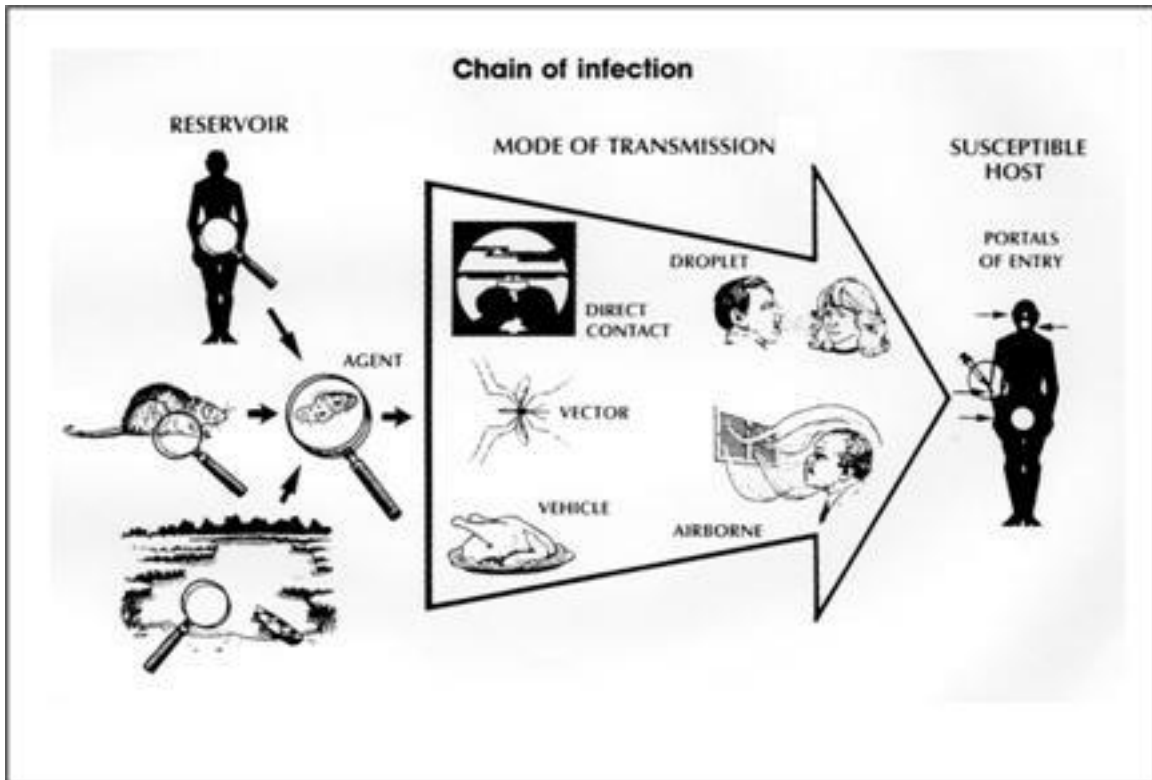 Chain of infection
RESERVOIR
MODE OF TRANSMISSION
SUSCEPTIBLE
HOST
PORTALS
OF ENTRY
DROPLET
DIRECT
CONTACT
AGENT
VECTOR
VEHICLE
AIRBORNE